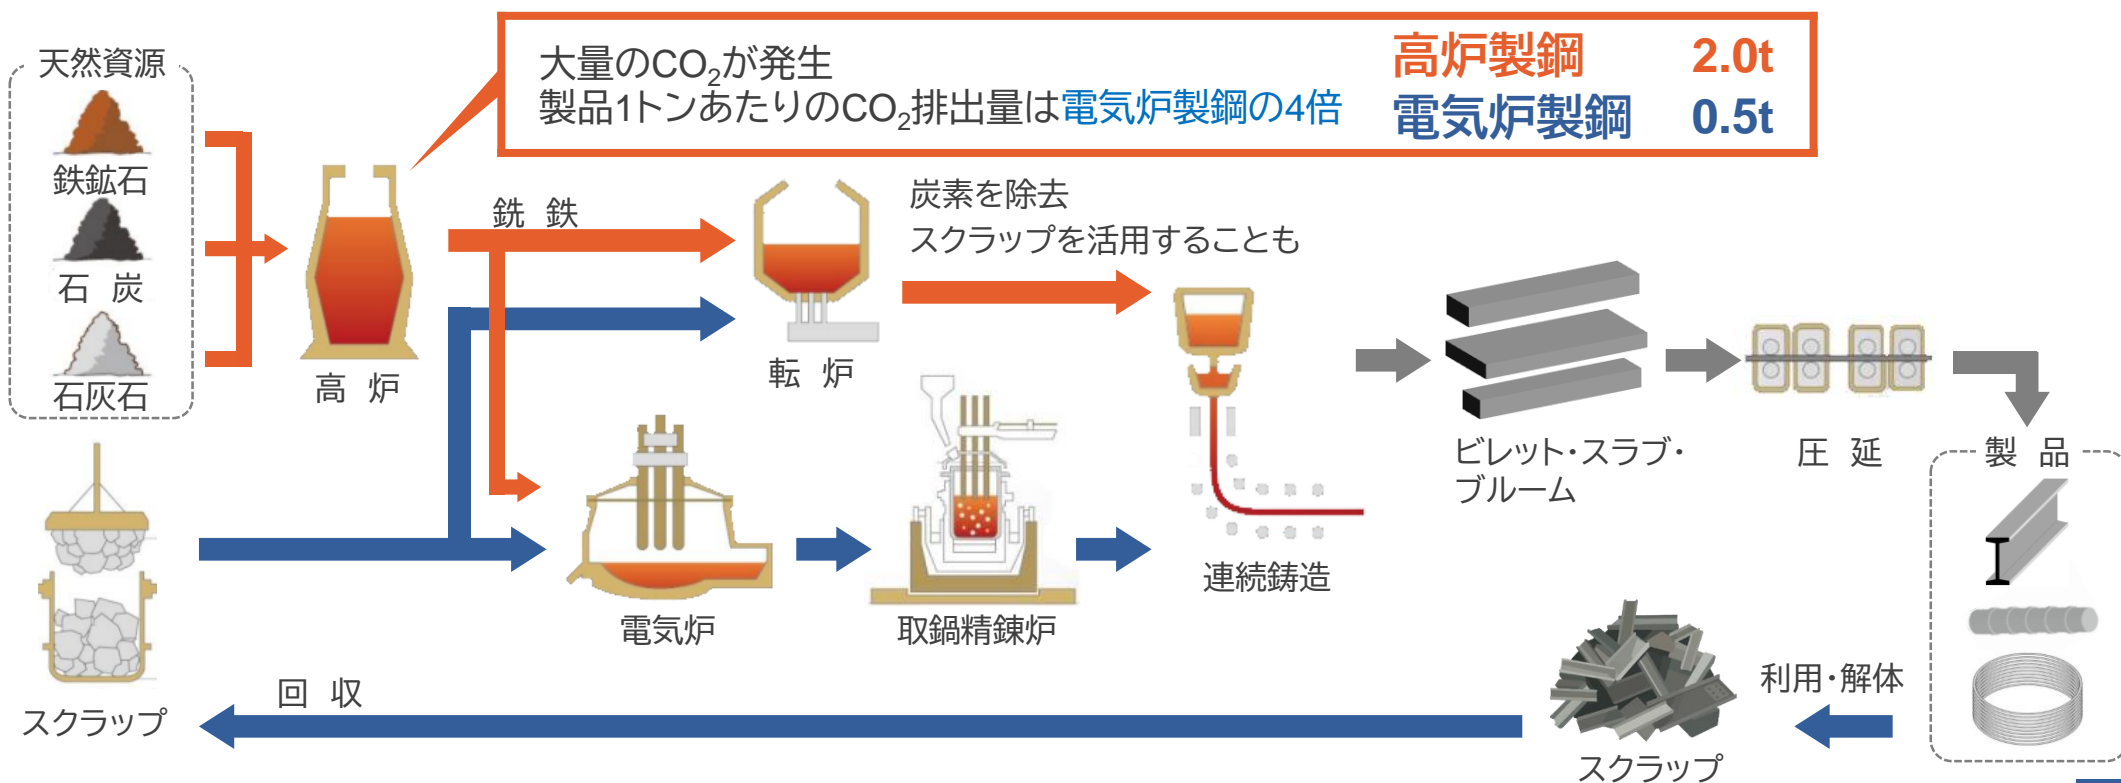 天然資源
鉄鉱石
石 炭
石灰石
大量のCO₂が発生
製品1トンあたりのCO₂排出量は電気炉製鋼の4倍
高炉製鋼 2.0t
電気炉製鋼 0.5t
高 炉
銑 鉄
転 炉
炭素を除去
スクラップを活用することも
電気炉
取鍋精錬炉
連続鋳造
ビレット・スラブ・
ブルーム
圧 延
製 品
利用・解体
スクラップ
回 収
スクラップ